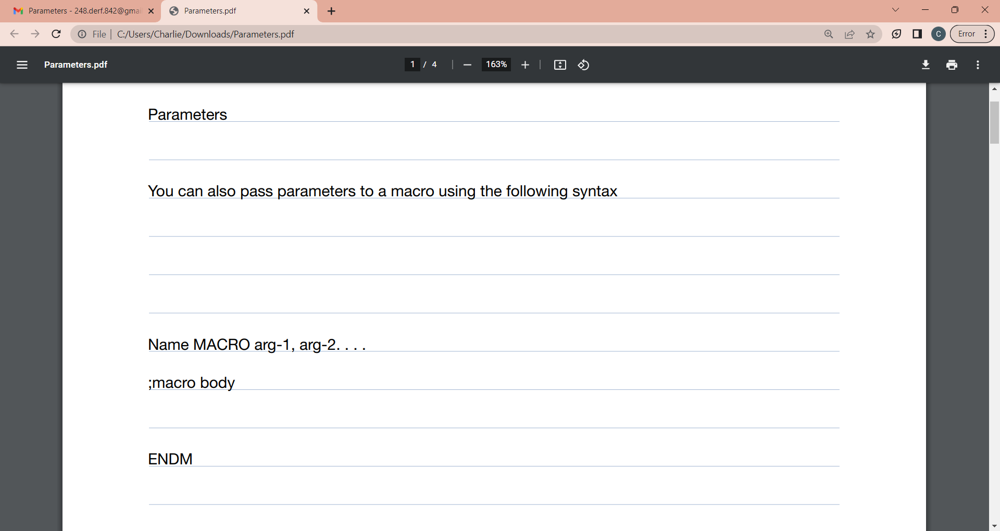 Parameters - 248.derf.842@gmai
Parameters.pdf
File
C:/Users/Charlie/Downloads/Parameters.pdf
C
Error
Parameters.pdf
1 / 4
163%
Parameters
You can also pass parameters to a macro using the following syntax
Name MACRO arg-1, arg-2. . . .
;macro body
ENDM